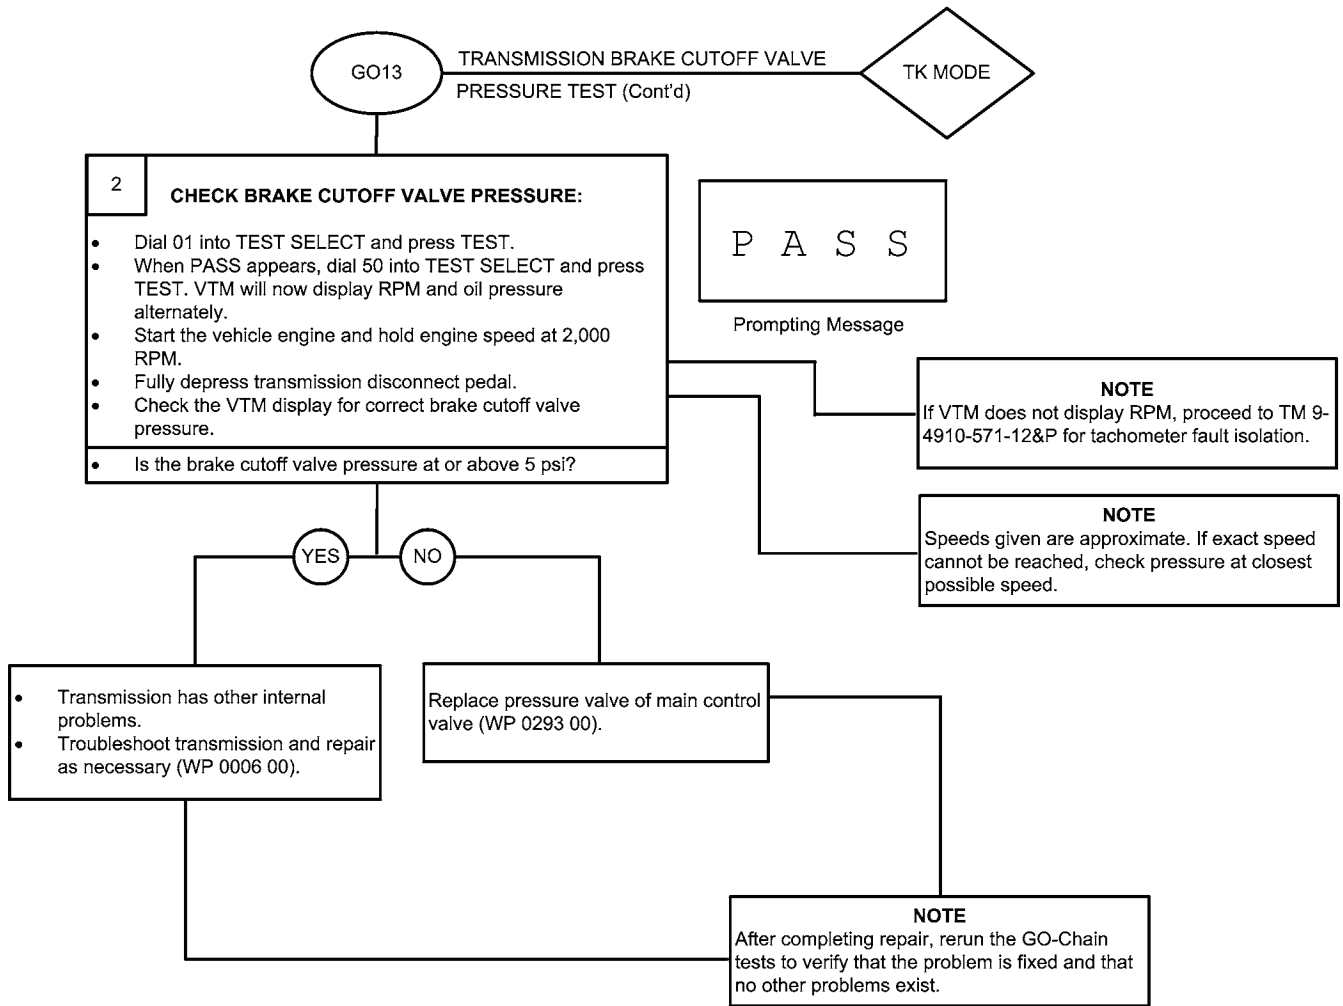 GO13
TRANSMISSION BRAKE CUTOFF VALVE
PRESSURE TEST (Cont'd)
TK MODE
2
CHECK BRAKE CUTOFF VALVE PRESSURE:
• Dial 01 into TEST SELECT and press TEST.
• When PASS appears, dial 50 into TEST SELECT and press
TEST. VTM will now display RPM and oil pressure
alternately.
• Start the vehicle engine and hold engine speed at 2,000
RPM.
• Fully depress transmission disconnect pedal.
• Check the VTM display for correct brake cutoff valve
pressure.
• Is the brake cutoff valve pressure at or above 5 psi?
P A S S
Prompting Message
NOTE
If VTM does not display RPM, proceed to TM 9-
4910-571-12&P for tachometer fault isolation.
NOTE
Speeds given are approximate. If exact speed
cannot be reached, check pressure at closest
possible speed.
YES
NO
• Transmission has other internal
problems.
• Troubleshoot transmission and repair
as necessary (WP 0006 00).
Replace pressure valve of main control
valve (WP 0293 00).
NOTE
After completing repair, rerun the GO-Chain
tests to verify that the problem is fixed and that
no other problems exist.